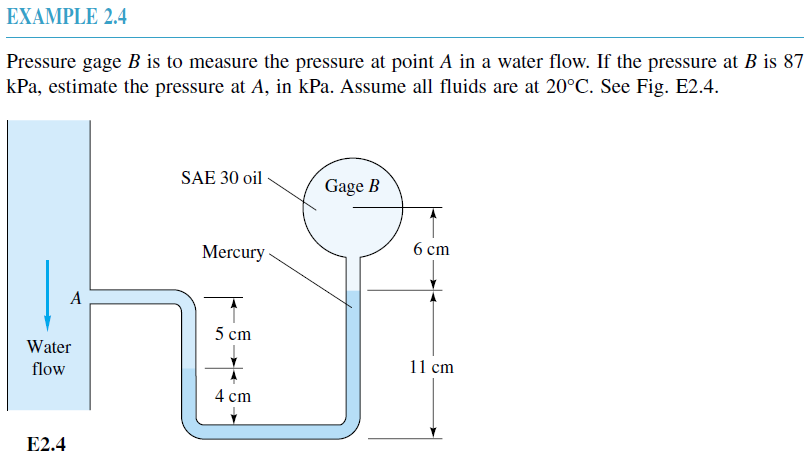 EXAMPLE 2.4
Pressure gage B is to measure the pressure at point A in a water flow. If the pressure at B is 87
kPa, estimate the pressure at A, in kPa. Assume all fluids are at 20°C. See Fig. E2.4.
SAE 30 oil
Gage B
Mercury
6 cm
A
5 cm
Water
flow
11 cm
4 cm
E2.4